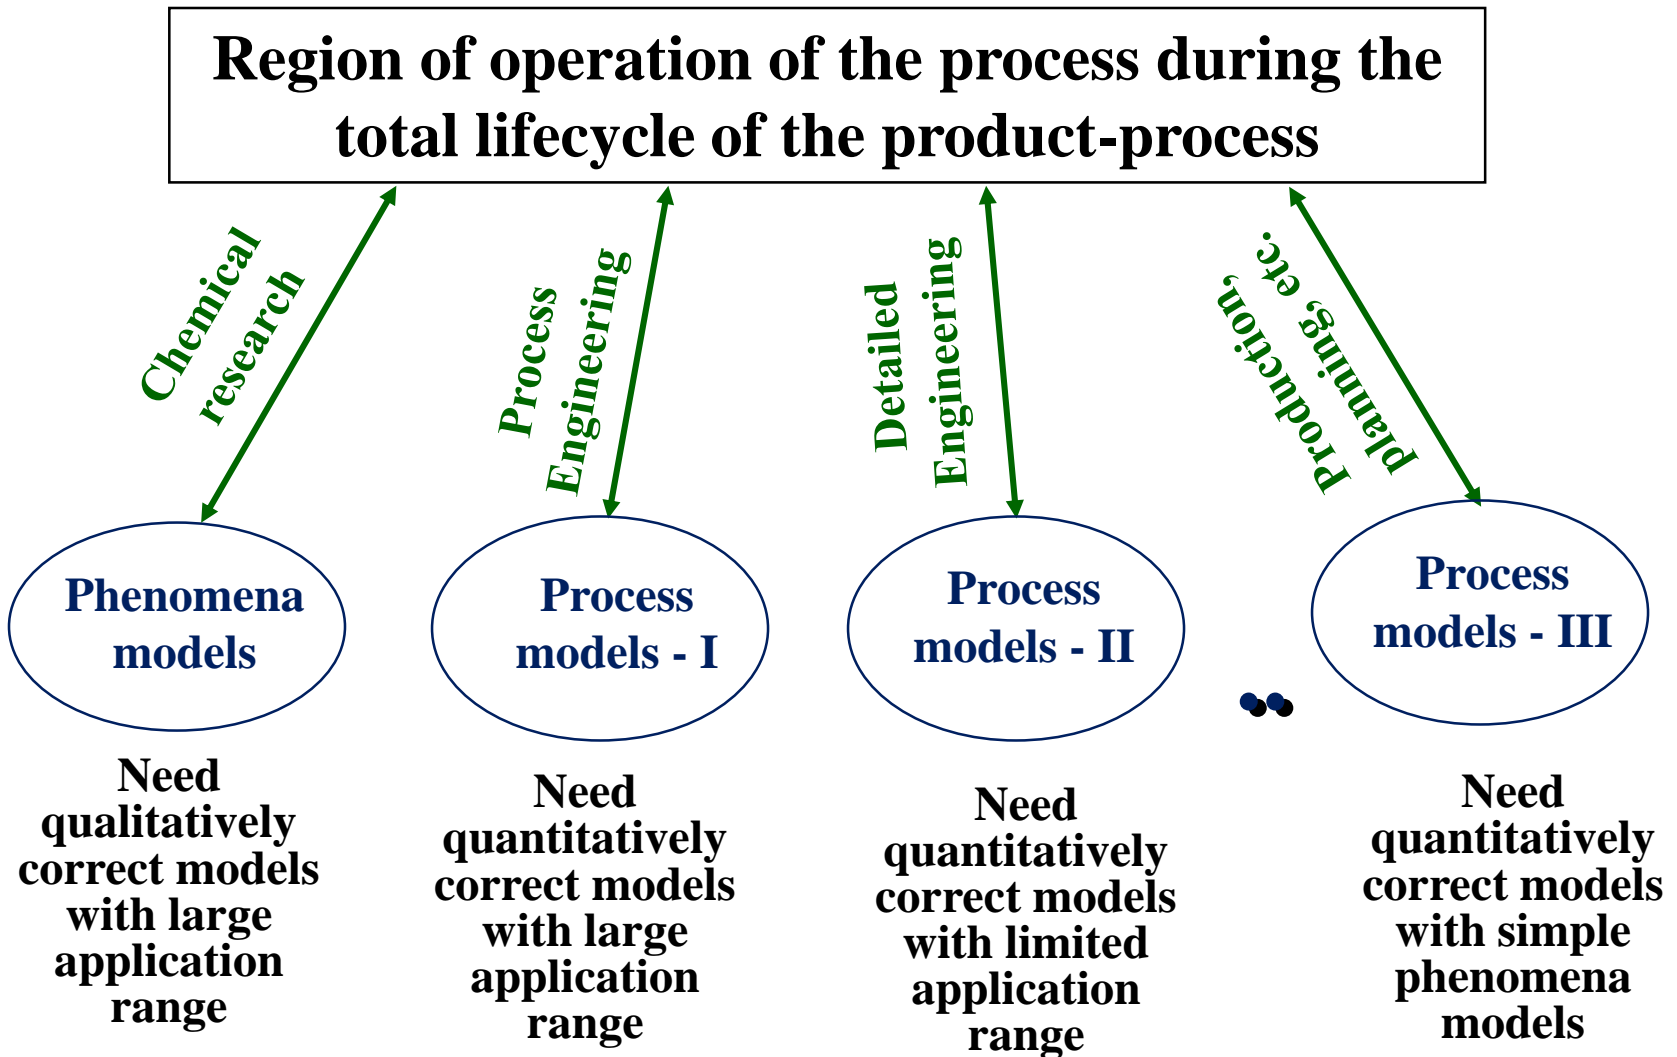 Region of operation of the process during the
total lifecycle of the product-process
Chemical
research
Process
Engineering
Detailed
Engineering
Production,
planning, etc.
Phenomena
models
Process
models - I
Process
models - II
Process
models - III
Need
qualitatively
correct models
with large
application
range
Need
quantitatively
correct models
with large
application
range
Need
quantitatively
correct models
with limited
application
range
Need
quantitatively
correct models
with simple
phenomena
models